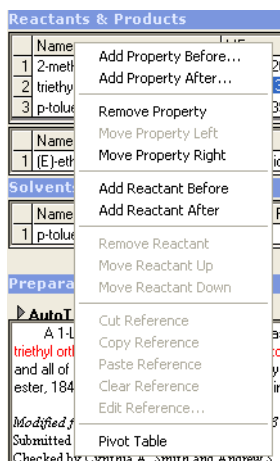 Reactants & Products
Name
1 2-meth
2 triethy
3 p-tolue
Name
1 (E)-eth
Solvents
Name
1 p-tolue
Prepara
AutoT
A 1-L
triethyl ortl
and all of
ester, 184
Modified f
Submitted
Checked by Cynthia A. Smith and Andrew S
Add Property Before...
Add Property After...
Remove Property
Move Property Left
Move Property Right
Add Reactant Before
Add Reactant After
Remove Reactant
Move Reactant Up
Move Reactant Down
Cut Reference
Copy Reference
Paste Reference
Clear Reference
Edit Reference...
Pivot Table